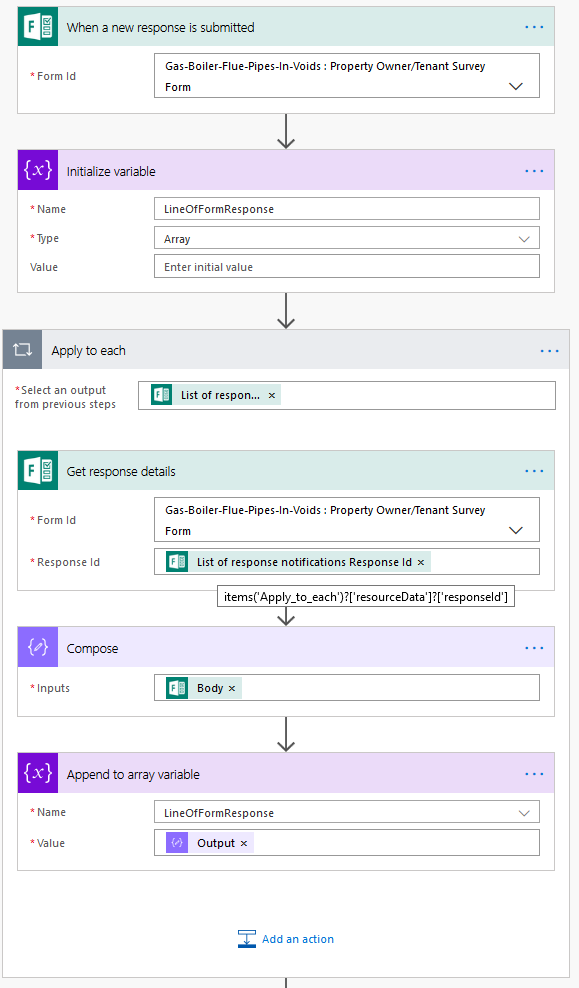 When a new response is submitted
* Form Id
Gas-Boiler-Flue-Pipes-In-Voids : Property Owner/Tenant Survey
Form
Initialize variable
* Name
LineOfFormResponse
* Type
Array
Value
Enter initial value
Apply to each
*Select an output
from previous steps
List of respon... ×
Get response details
* Form Id
Gas-Boiler-Flue-Pipes-In-Voids : Property Owner/Tenant Survey
Form
* Response Id
List of response notifications Response Id ×
items('Apply_to_each')?['resourceData']?['responseId']
Compose
* Inputs
Body ×
Append to array variable
* Name
LineOfFormResponse
* Value
Output ×
Add an action